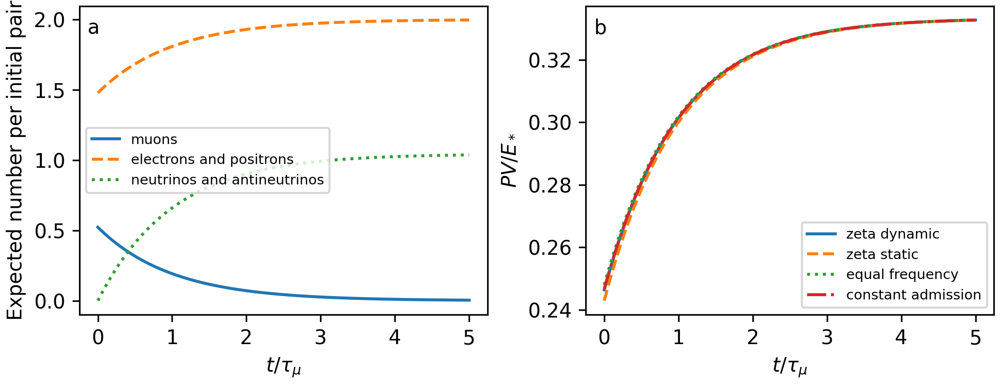 Expected number per initial pair
2.0
1.5
1.0
0.5
0.0
a
muons
electrons and positrons
neutrinos and antineutrinos
0 1 2 3 4 5
t/τμ
PV/E*
0.32
0.30
0.28
0.26
0.24
b
zeta dynamic
zeta static
equal frequency
constant admission
0 1 2 3 4 5
t/τμ